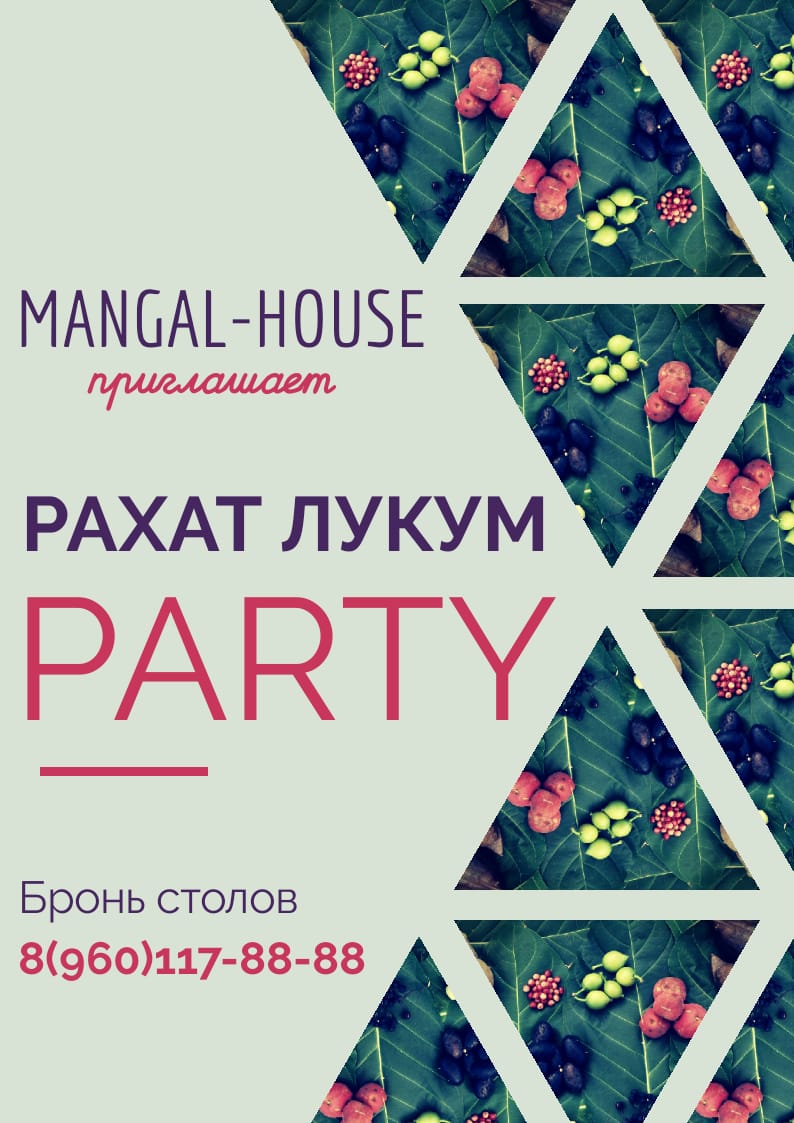 MANGAL-HOUSE
приглашает
РАХАТ ЛУКУМ
PARTY
Бронь столов
8(960)117-88-88